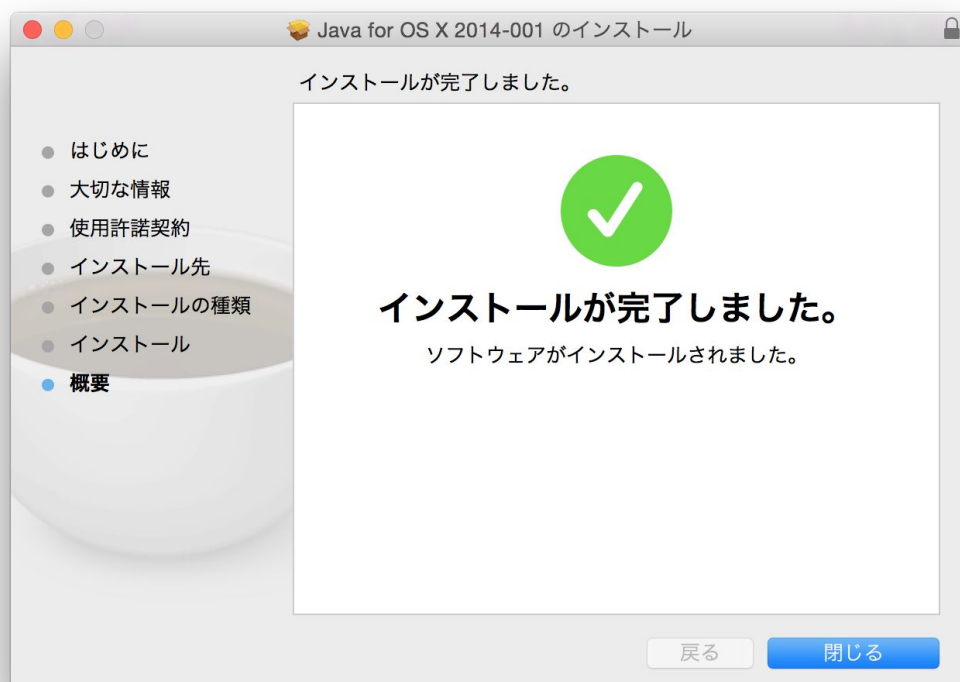 Java for OS X 2014-001 のインストール
インストールが完了しました。
はじめに
大切な情報
使用許諾契約
インストール先
インストールの種類
インストール
概要
インストールが完了しました。
ソフトウェアがインストールされました。
戻る
閉じる